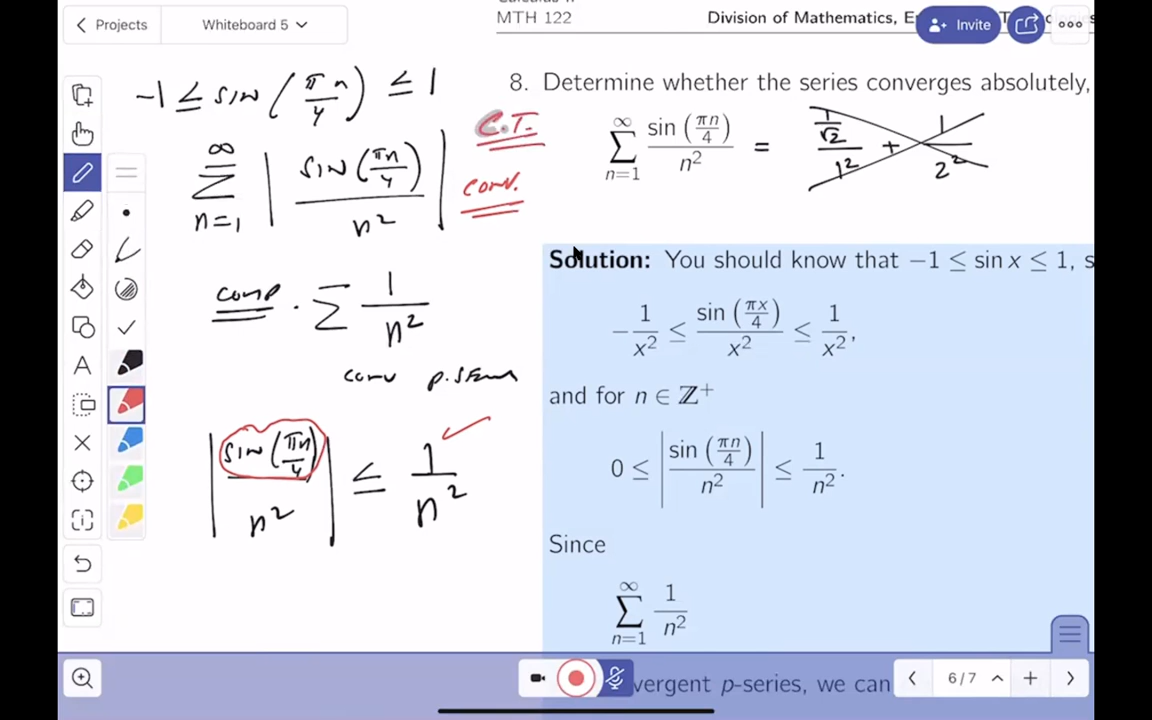 Projects
Whiteboard 5
MTH 122
Division of Mathematics, E
Invite
-1 ≤ sin (πn/4) ≤ 1
∞ Σ n=1 | sin (πn/4) / n² |
C.T.
conv.
comp. Σ 1/n²
conv p. series
| sin (πn/4) / n² | ≤ 1/n²
8. Determine whether the series converges absolutely,
∞ Σ n=1 sin (πn/4) / n² = 1/√2 / 1² + 1 / 2²
Solution: You should know that −1 ≤ sin x ≤ 1, s
− 1/x² ≤ sin (πx/4) / x² ≤ 1/x²,
and for n ∈ ℤ⁺
0 ≤ | sin (πn/4) / n² | ≤ 1/n².
Since
∞ Σ n=1 1/n²
vergent p-series, we can
A
6 / 7